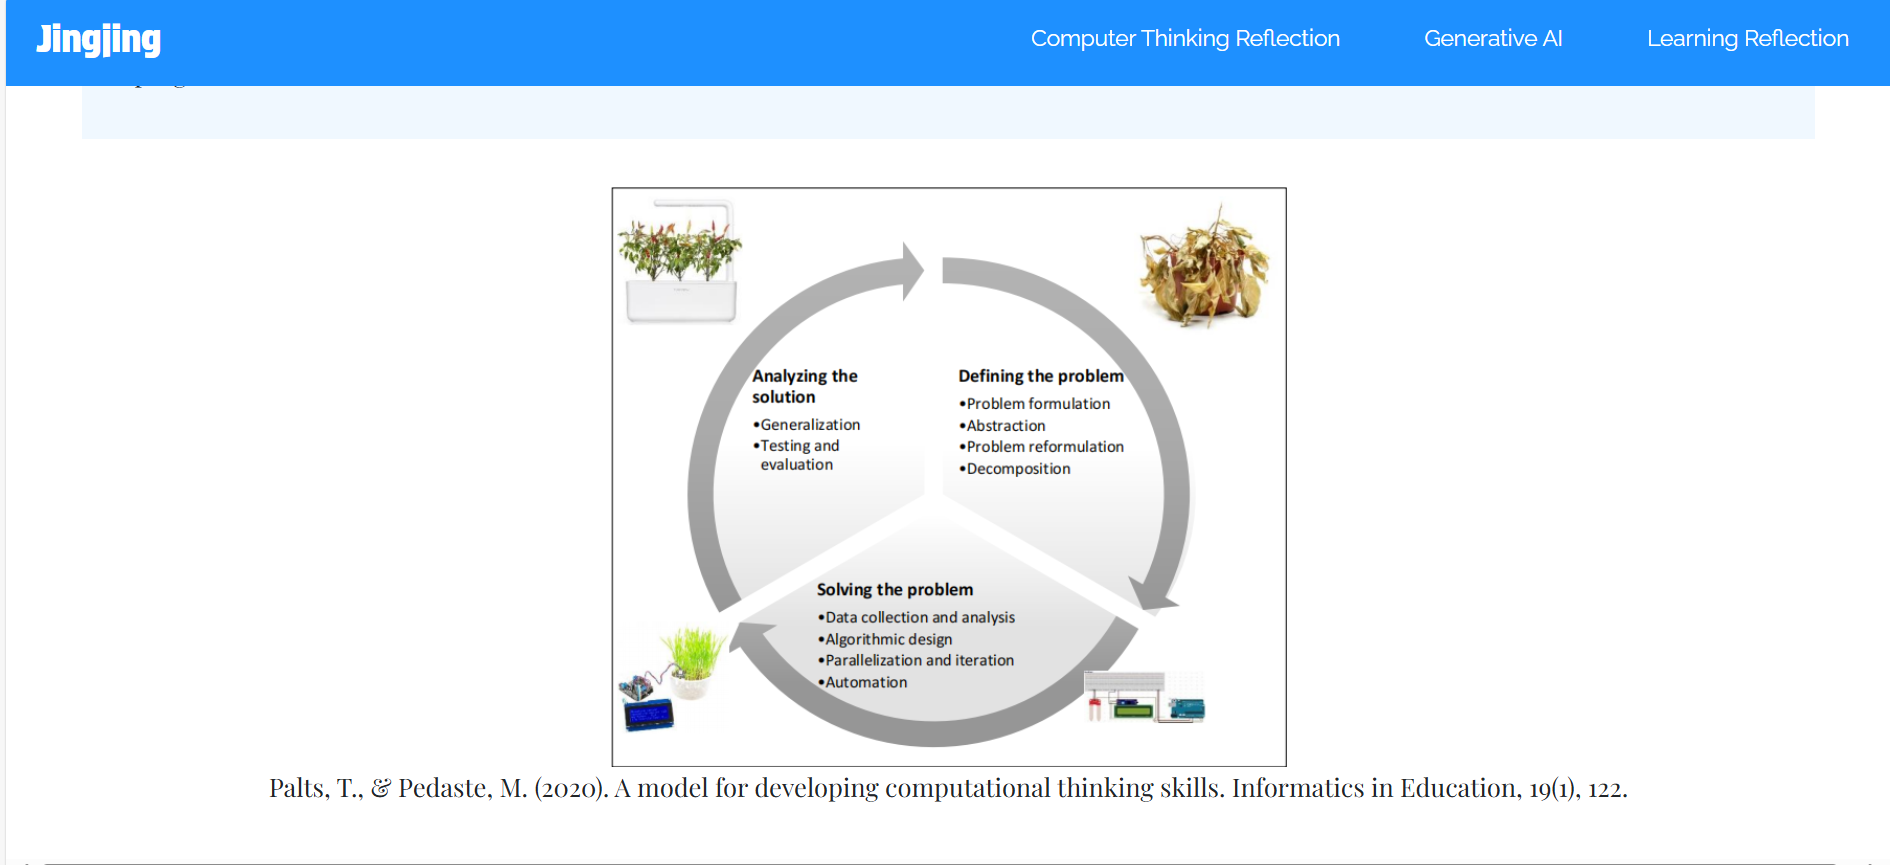 Jingjing
Computer Thinking Reflection
Generative AI
Learning Reflection
Analyzing the
solution
•Generalization
•Testing and
evaluation
Defining the problem
•Problem formulation
•Abstraction
•Problem reformulation
•Decomposition
Solving the problem
•Data collection and analysis
•Algorithmic design
•Parallelization and iteration
•Automation
Palts, T., & Pedaste, M. (2020). A model for developing computational thinking skills. Informatics in Education, 19(1), 122.